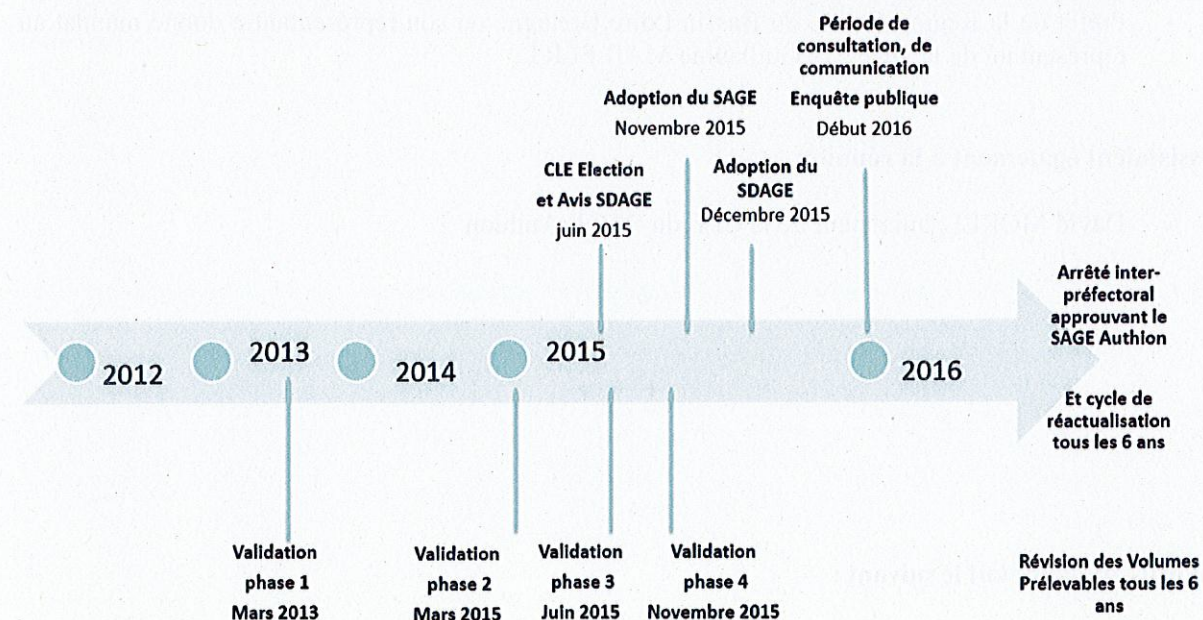 Période de
consultation, de
communication
Enquête publique
Début 2016
Adoption du SAGE
Novembre 2015
CLE Election
et Avis SDAGE
juin 2015
Adoption du
SDAGE
Décembre 2015
2012
2013
2014
2015
2016
Arrêté inter-
préfectoral
approuvant le
SAGE Authion
Et cycle de
réactualisation
tous les 6 ans
Validation
phase 1
Mars 2013
Validation
phase 2
Mars 2015
Validation
phase 3
Juin 2015
Validation
phase 4
Novembre 2015
Révision des Volumes
Prélevables tous les 6
ans